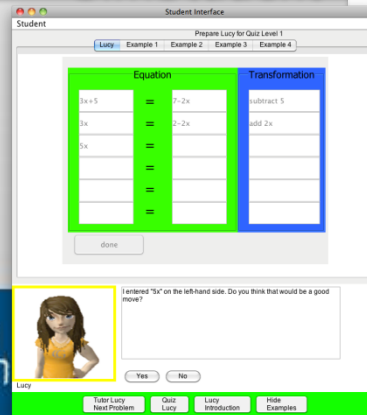 Student Interface
Student
Prepare Lucy for Quiz Level 1
Lucy Example 1 Example 2 Example 3 Example 4
Equation Transformation
3x+5 = 7-2x subtract 5
3x = 2-2x add 2x
5x =
=
=
=
done
I entered "5x" on the left-hand side. Do you think that would be a good
move?
Yes No
Lucy
Tutor Lucy Quiz Lucy Hide
Next Problem Lucy Introduction Examples